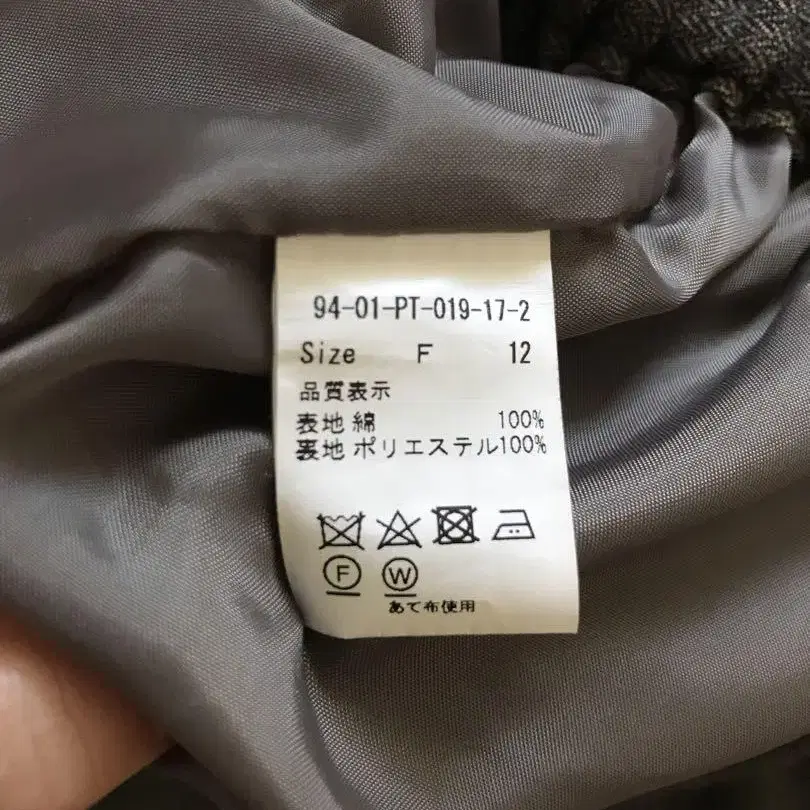 94-01-PT-019-17-2
Size F 12
品質表示
表地 綿 100%
裏地 ポリエステル100%
F W
あて布使用